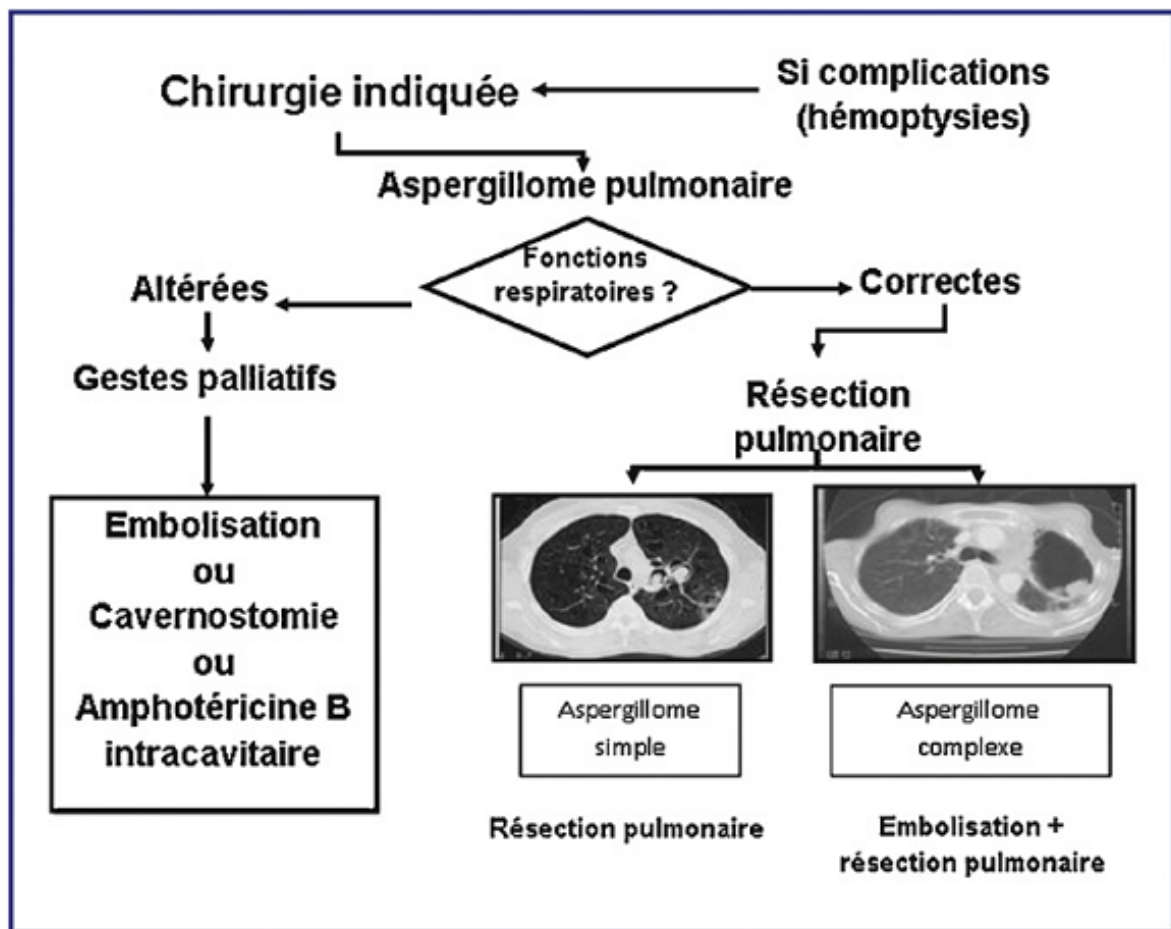 Chirurgie indiquée
Si complications
(hémoptysies)
Aspergillome pulmonaire
Fonctions
respiratoires ?
Altérées
Correctes
Gestes palliatifs
Résection
pulmonaire
Embolisation
ou
Cavernostomie
ou
Amphotéricine B
intracavitaire
Aspergillome
simple
Aspergillome
complexe
Résection pulmonaire
Embolisation +
résection pulmonaire